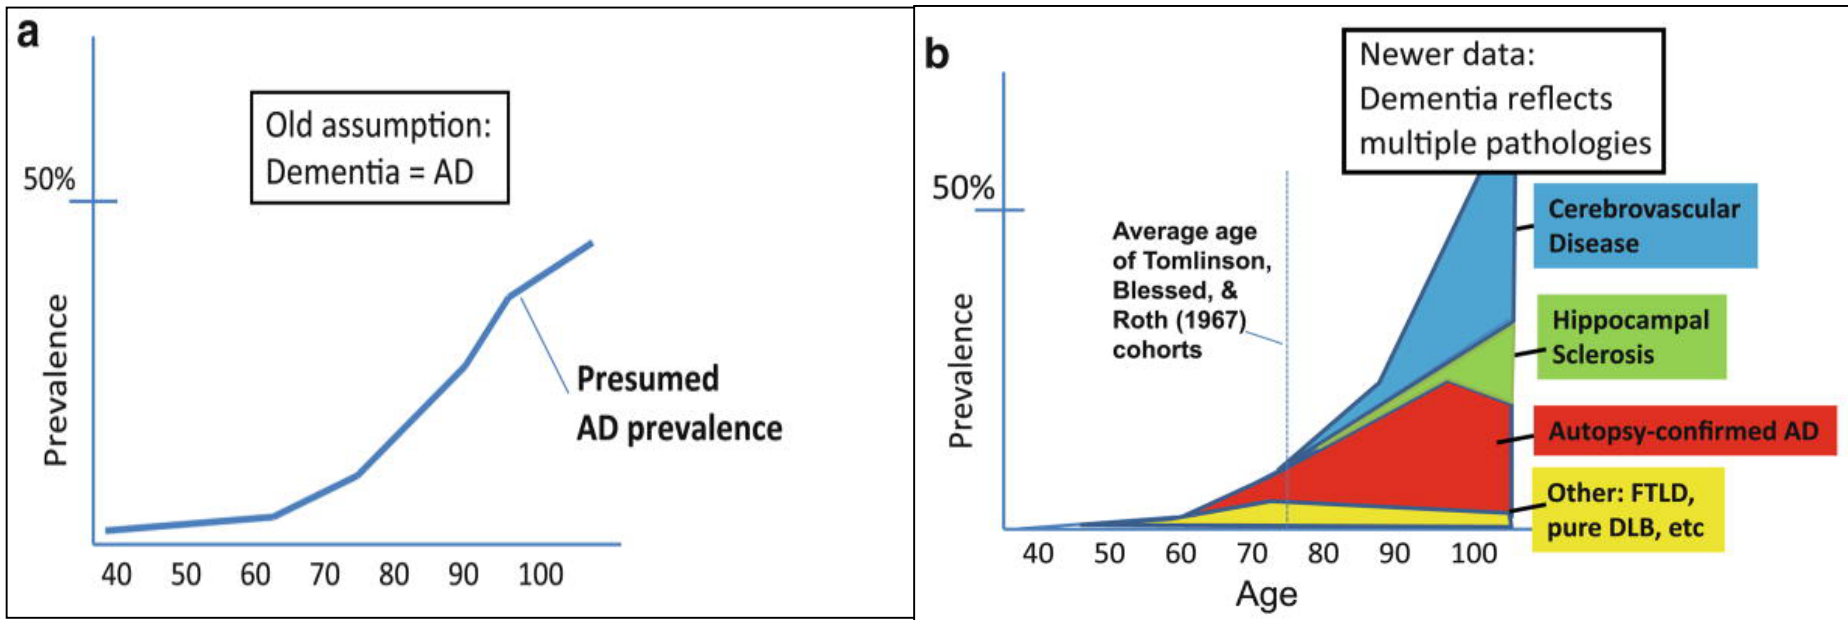 a
Old assumption:
Dementia = AD
50%
Prevalence
Presumed
AD prevalence
40 50 60 70 80 90 100
b
Newer data:
Dementia reflects
multiple pathologies
50%
Prevalence
Average age
of Tomlinson,
Blessed, &
Roth (1967)
cohorts
Cerebrovascular
Disease
Hippocampal
Sclerosis
Autopsy-confirmed AD
Other: FTLD,
pure DLB, etc
40 50 60 70 80 90 100
Age